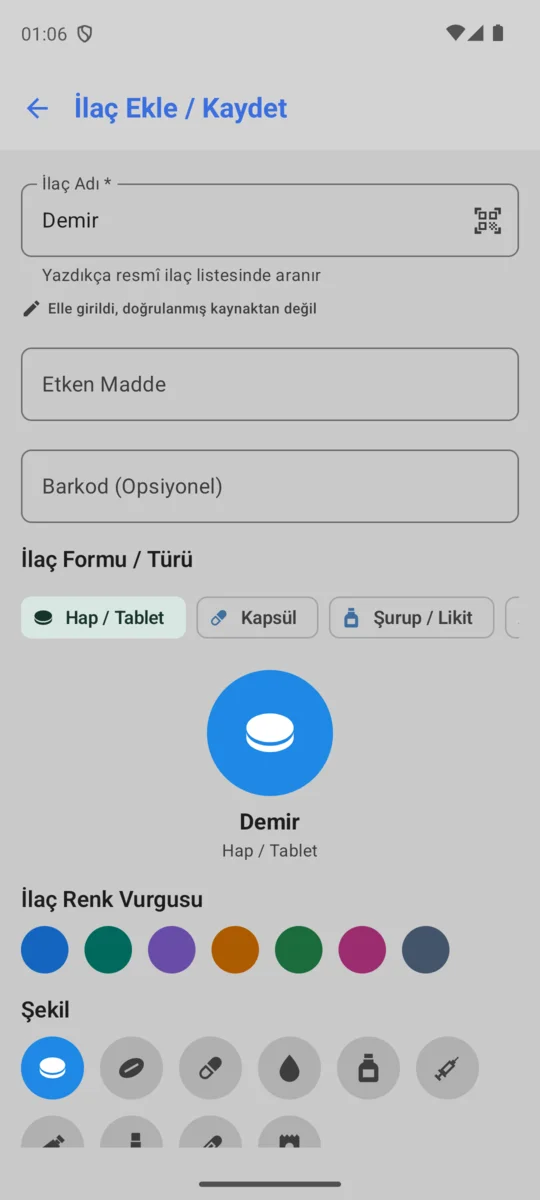 01:06
İlaç Ekle / Kaydet
İlaç Adı *
Demir
Yazdıkça resmî ilaç listesinde aranır
Elle girildi, doğrulanmış kaynaktan değil
Etken Madde
Barkod (Opsiyonel)
İlaç Formu / Türü
Hap / Tablet Kapsül Şurup / Likit
Demir
Hap / Tablet
İlaç Renk Vurgusu
Şekil